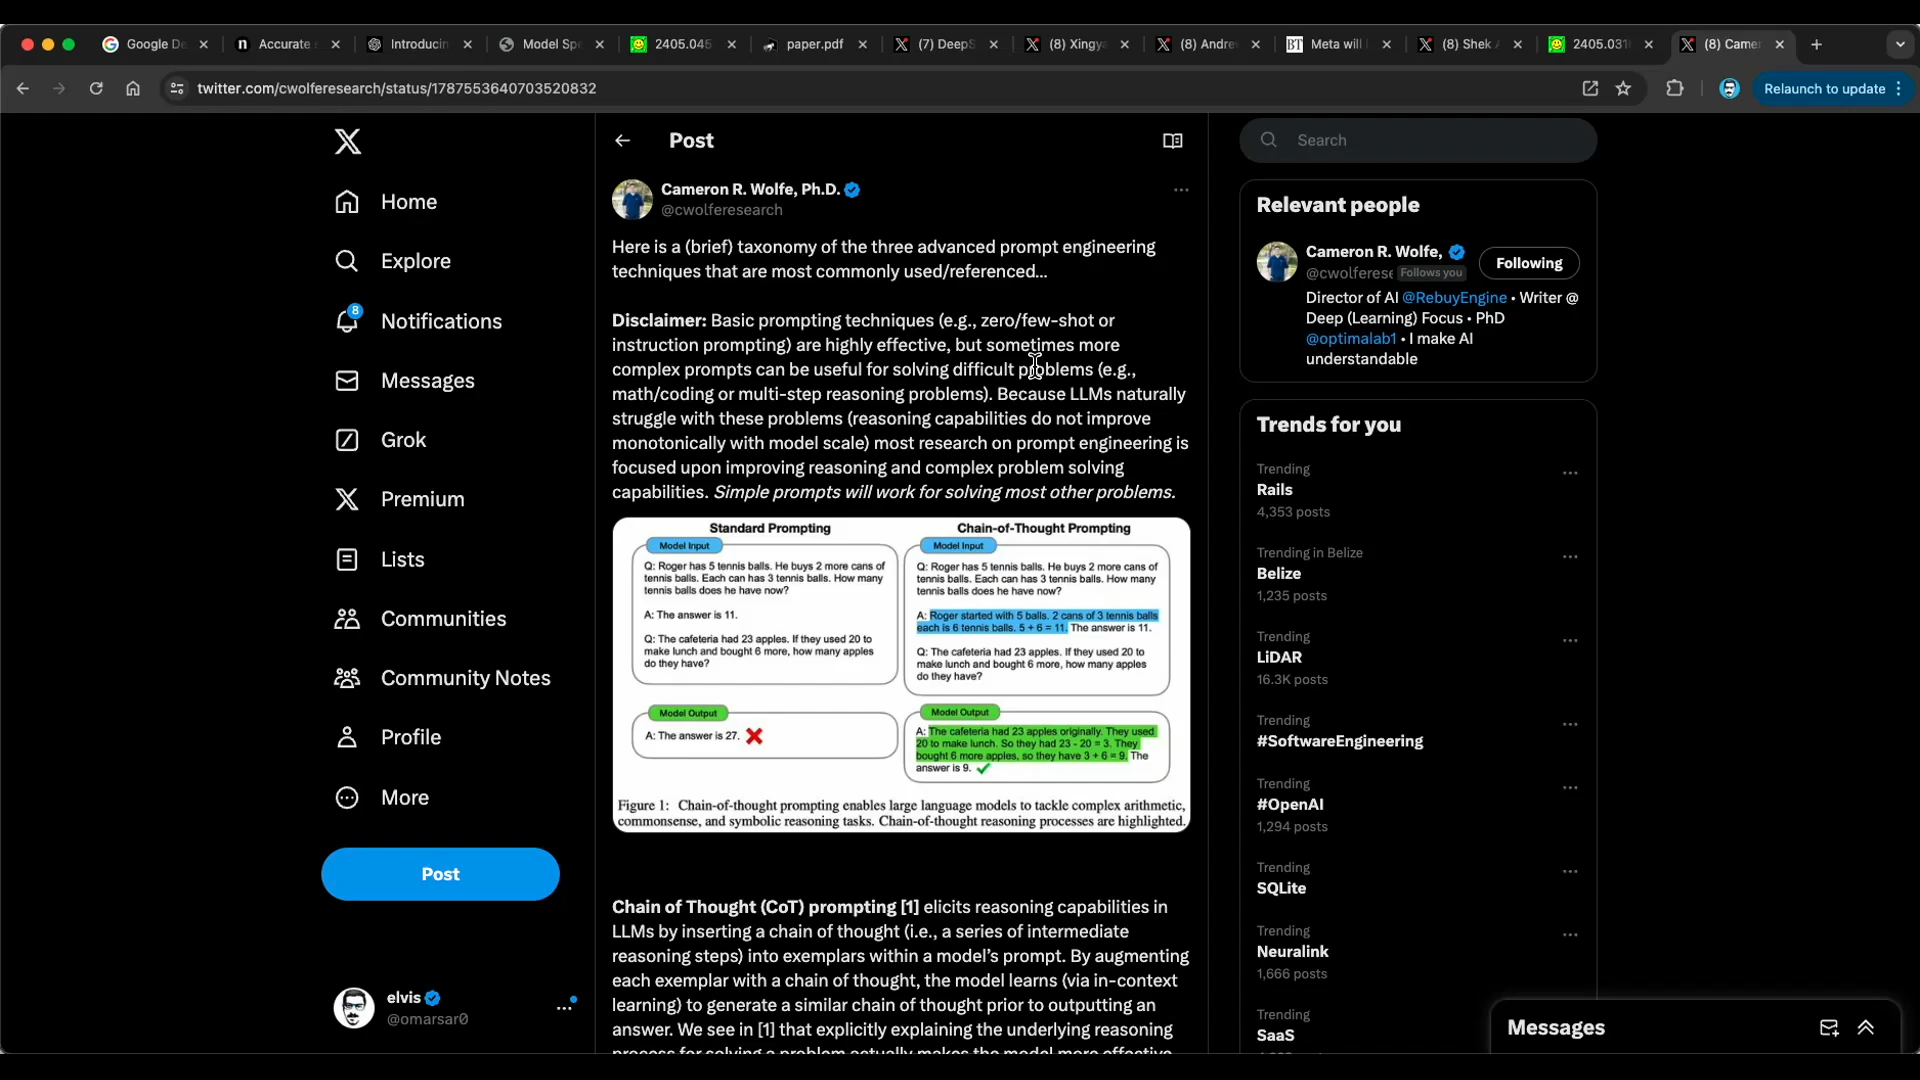 Google De
Accurate
Introducin
Model Spe
2405.045
paper.pdf
(7) DeepS
(8) Xingya
(8) Andre
Meta will
(8) Shek
2405.031
(8) Came
twitter.com/cwolferesearch/status/1787553640703520832
Relaunch to update
Home
Explore
8
Notifications
Messages
Grok
Premium
Lists
Communities
Community Notes
Profile
More
Post
elvis
@omarsar0
Post
Cameron R. Wolfe, Ph.D.
@cwolferesearch
Here is a (brief) taxonomy of the three advanced prompt engineering
techniques that are most commonly used/referenced...
Disclaimer: Basic prompting techniques (e.g., zero/few-shot or
instruction prompting) are highly effective, but sometimes more
complex prompts can be useful for solving difficult problems (e.g.,
math/coding or multi-step reasoning problems). Because LLMs naturally
struggle with these problems (reasoning capabilities do not improve
monotonically with model scale) most research on prompt engineering is
focused upon improving reasoning and complex problem solving
capabilities. Simple prompts will work for solving most other problems.
Standard Prompting
Model Input
Q: Roger has 5 tennis balls. He buys 2 more cans of
tennis balls. Each can has 3 tennis balls. How many
tennis balls does he have now?
A: The answer is 11.
Q: The cafeteria had 23 apples. If they used 20 to
make lunch and bought 6 more, how many apples
do they have?
Model Output
A: The answer is 27.
Chain-of-Thought Prompting
Model Input
Q: Roger has 5 tennis balls. He buys 2 more cans of
tennis balls. Each can has 3 tennis balls. How many
tennis balls does he have now?
A: Roger started with 5 balls. 2 cans of 3 tennis balls
each is 6 tennis balls. 5 + 6 = 11. The answer is 11.
Q: The cafeteria had 23 apples. If they used 20 to
make lunch and bought 6 more, how many apples
do they have?
Model Output
A: The cafeteria had 23 apples originally. They used
20 to make lunch. So they had 23 - 20 = 3. They
bought 6 more apples, so they have 3 + 6 = 9. The
answer is 9.
Figure 1: Chain-of-thought prompting enables large language models to tackle complex arithmetic,
commonsense, and symbolic reasoning tasks. Chain-of-thought reasoning processes are highlighted.
Chain of Thought (CoT) prompting [1] elicits reasoning capabilities in
LLMs by inserting a chain of thought (i.e., a series of intermediate
reasoning steps) into exemplars within a model's prompt. By augmenting
each exemplar with a chain of thought, the model learns (via in-context
learning) to generate a similar chain of thought prior to outputting an
answer. We see in [1] that explicitly explaining the underlying reasoning
process for solving a problem actually makes the model more effective
Search
Relevant people
Cameron R. Wolfe,
@cwolferese
Follows you
Following
Director of AI @RebuyEngine • Writer @
Deep (Learning) Focus • PhD
@optimalab1 • I make AI
understandable
Trends for you
Trending
Rails
4,353 posts
Trending in Belize
Belize
1,235 posts
Trending
LiDAR
16.3K posts
Trending
#SoftwareEngineering
Trending
#OpenAI
1,294 posts
Trending
SQLite
Trending
Neuralink
1,666 posts
Trending
SaaS
Messages